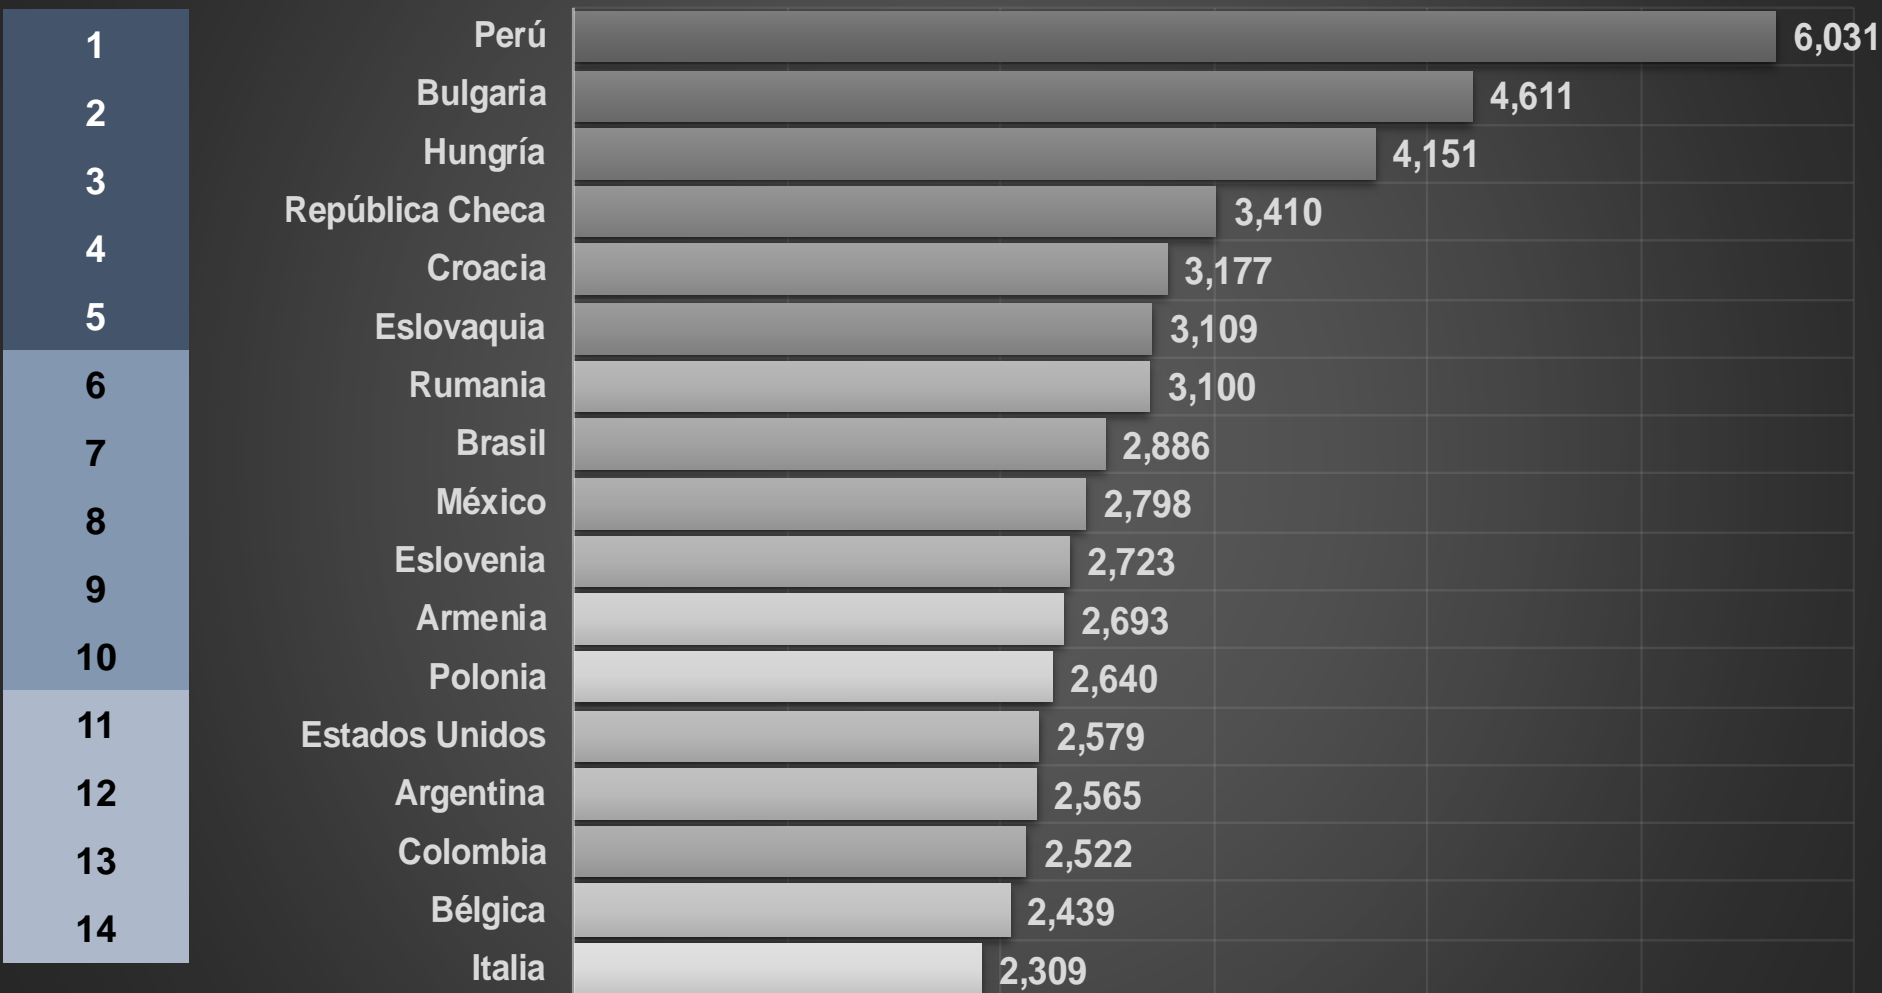 1
2
3
4
5
6
7
8
9
10
11
12
13
14
Perú 6,031
Bulgaria 4,611
Hungría 4,151
República Checa 3,410
Croacia 3,177
Eslovaquia 3,109
Rumania 3,100
Brasil 2,886
México 2,798
Eslovenia 2,723
Armenia 2,693
Polonia 2,640
Estados Unidos 2,579
Argentina 2,565
Colombia 2,522
Bélgica 2,439
Italia 2,309